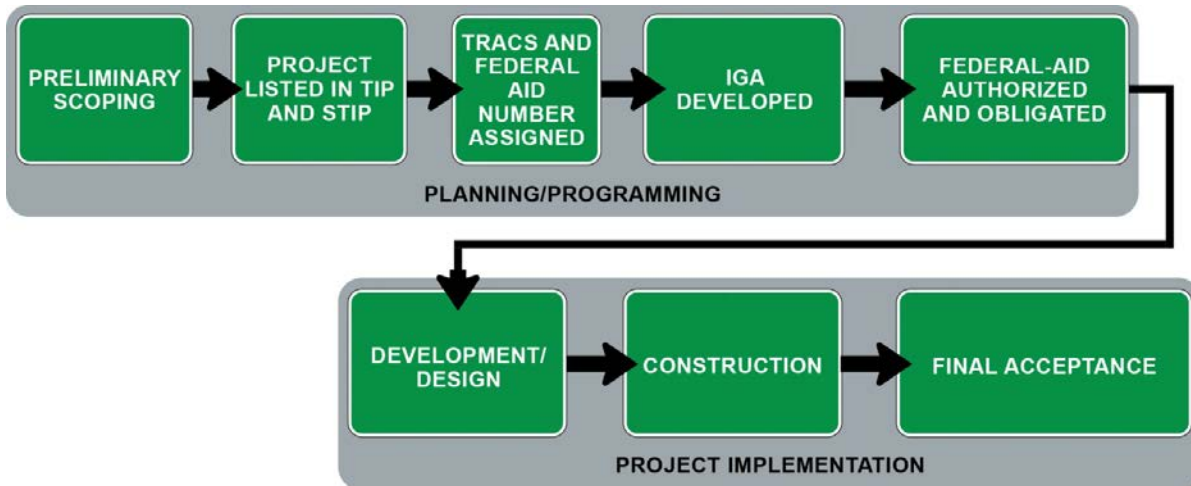 PRELIMINARY
SCOPING
PROJECT
LISTED IN TIP
AND STIP
TRACS AND
FEDERAL
AID
NUMBER
ASSIGNED
IGA
DEVELOPED
FEDERAL-AID
AUTHORIZED
AND OBLIGATED
PLANNING/PROGRAMMING
DEVELOPMENT/
DESIGN
CONSTRUCTION
FINAL ACCEPTANCE
PROJECT IMPLEMENTATION